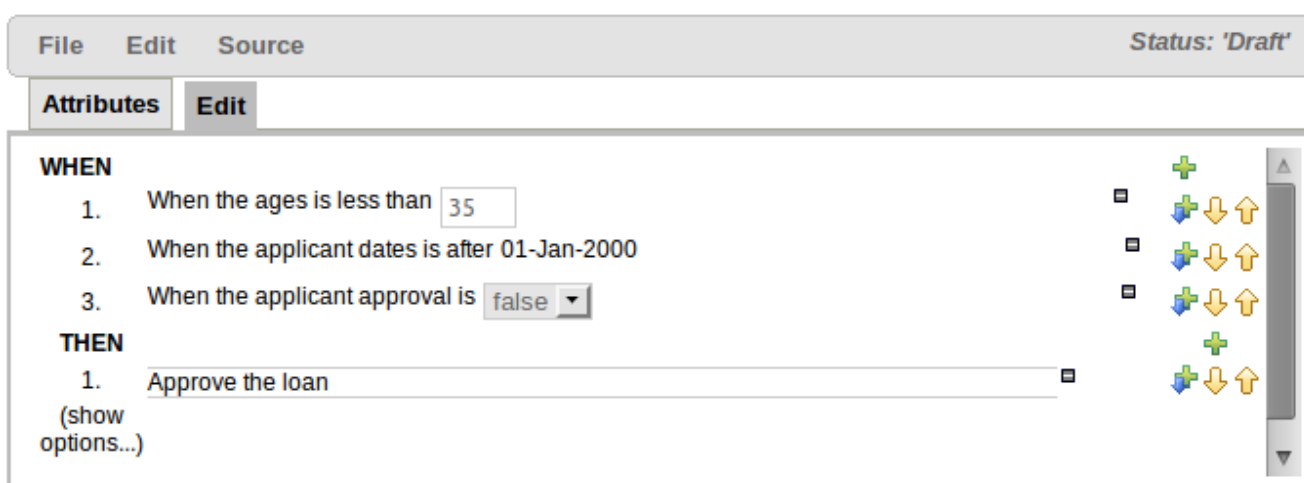 File Edit Source Status: 'Draft'
Attributes Edit
WHEN
1. When the ages is less than 35
2. When the applicant dates is after 01-Jan-2000
3. When the applicant approval is false
THEN
1. Approve the loan
(show
options...)